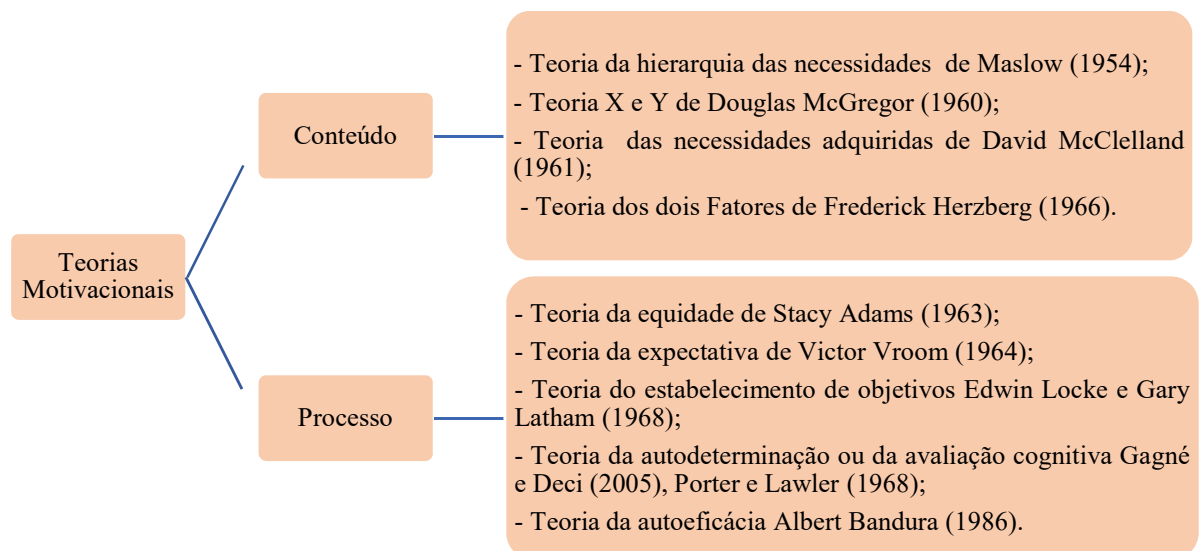 Teorias
Motivacionais
Conteúdo
- Teoria da hierarquia das necessidades de Maslow (1954);
- Teoria X e Y de Douglas McGregor (1960);
- Teoria das necessidades adquiridas de David McClelland
(1961);
- Teoria dos dois Fatores de Frederick Herzberg (1966).
Processo
- Teoria da equidade de Stacy Adams (1963);
- Teoria da expectativa de Victor Vroom (1964);
- Teoria do estabelecimento de objetivos Edwin Locke e Gary
Latham (1968);
- Teoria da autodeterminação ou da avaliação cognitiva Gagné
e Deci (2005), Porter e Lawler (1968);
- Teoria da autoeficácia Albert Bandura (1986).